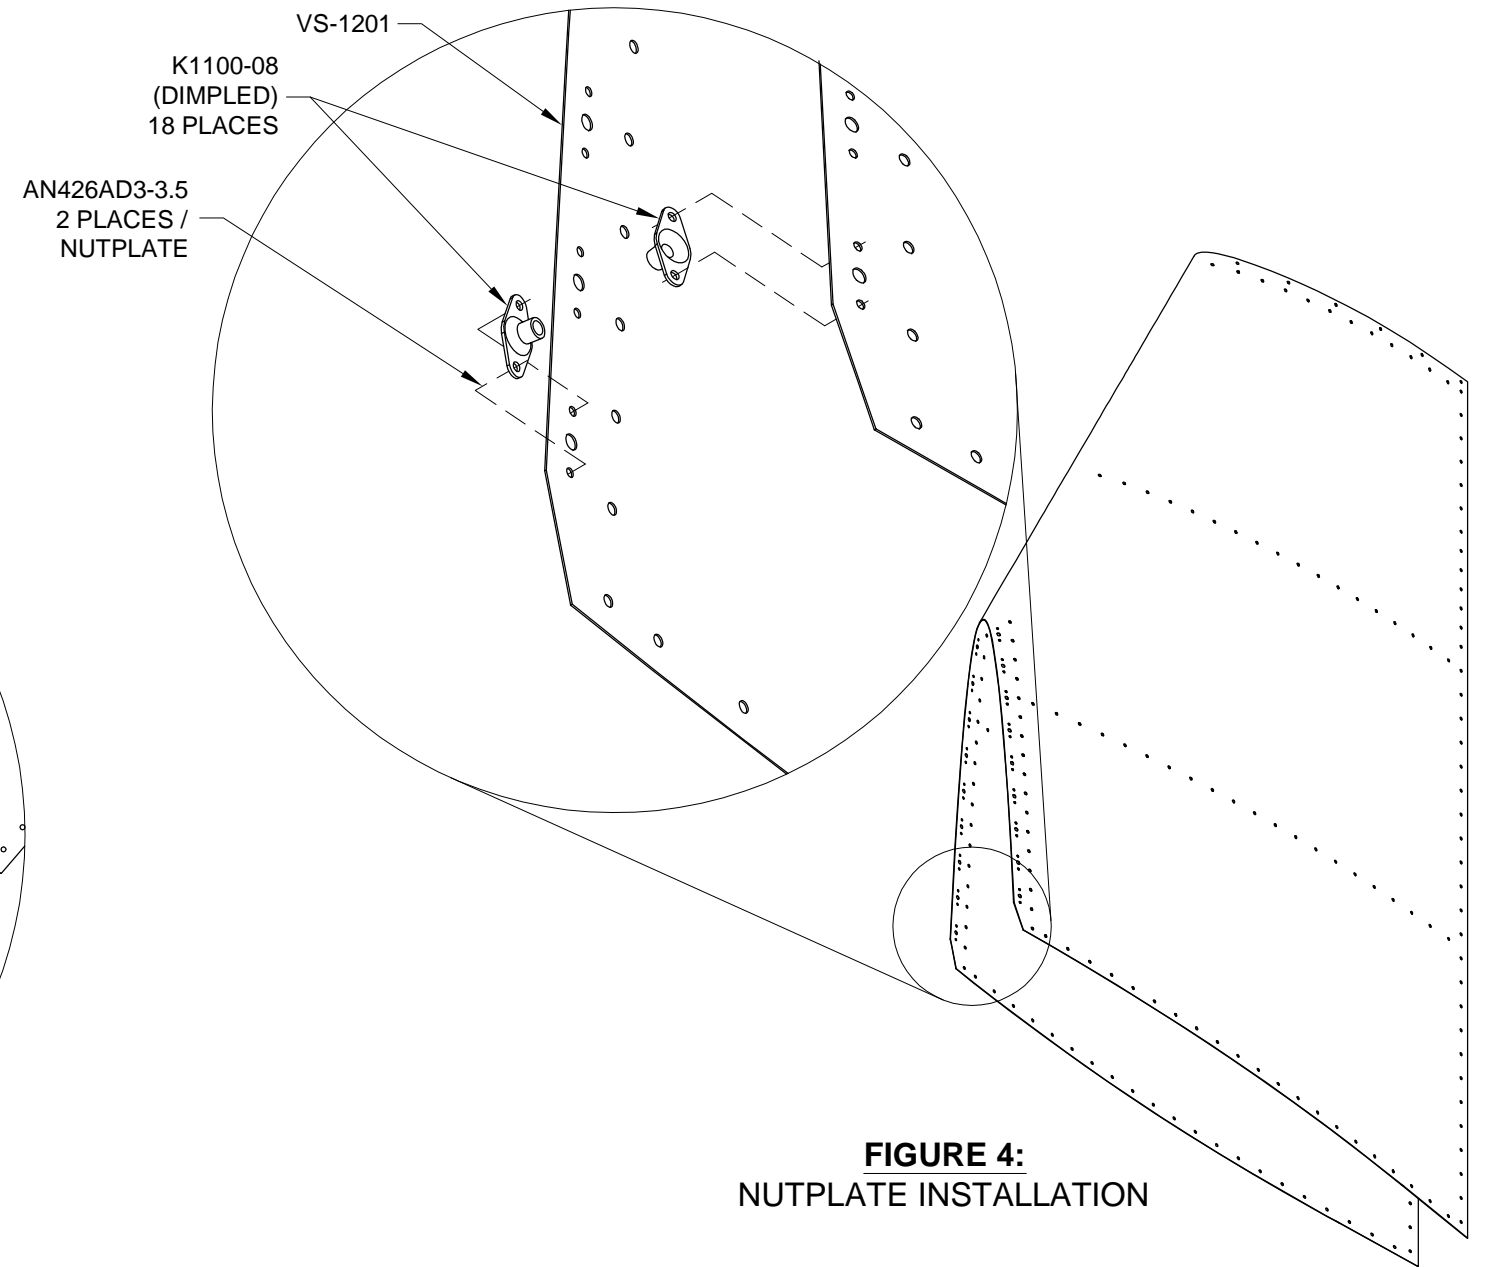 VS-1201
K1100-08
(DIMPLED)
18 PLACES
AN426AD3-3.5
2 PLACES /
NUTPLATE
FIGURE 4:
NUTPLATE INSTALLATION